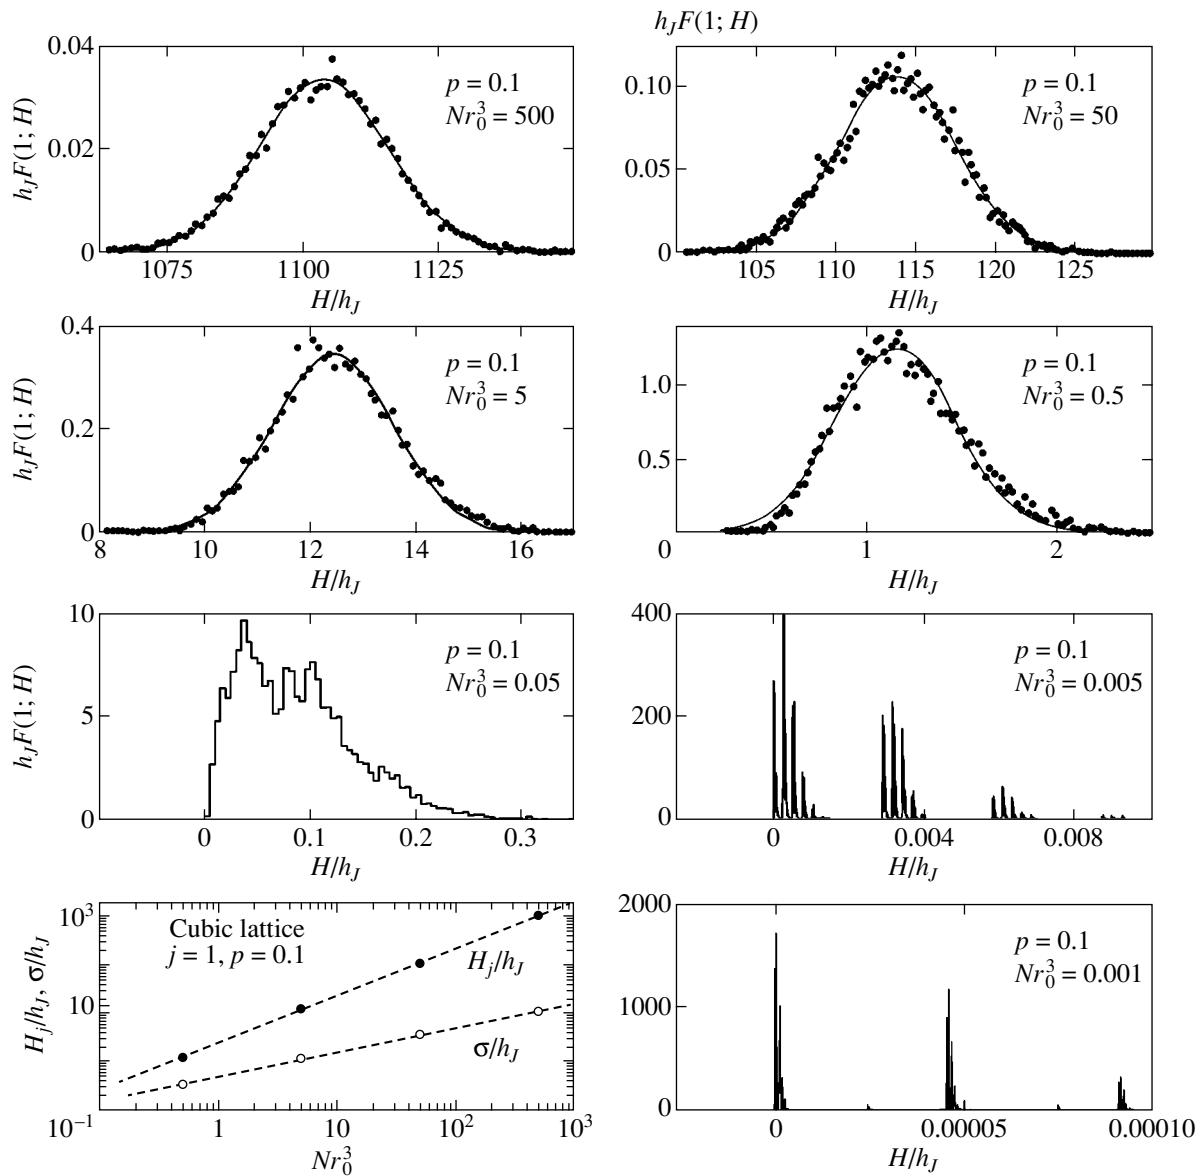 h_J F(1; H)
0.04
0.02
0
h_J F(1; H)
p = 0.1
Nr_0^3 = 500
1075 1100 1125
H/h_J
0.10
0.05
0
p = 0.1
Nr_0^3 = 50
105 110 115 120 125
H/h_J
0.4
0.2
0
h_J F(1; H)
p = 0.1
Nr_0^3 = 5
8 10 12 14 16
H/h_J
1.0
0.5
0
p = 0.1
Nr_0^3 = 0.5
0 1 2
H/h_J
10
5
0
h_J F(1; H)
p = 0.1
Nr_0^3 = 0.05
0 0.1 0.2 0.3
H/h_J
400
200
0
p = 0.1
Nr_0^3 = 0.005
0 0.004 0.008
H/h_J
10^3
10
H_j/h_J, σ/h_J
Cubic lattice
j = 1, p = 0.1
H_j/h_J
σ/h_J
10^−1 1 10 10^2 10^3
Nr_0^3
2000
1000
0
p = 0.1
Nr_0^3 = 0.001
0 0.00005 0.00010
H/h_J